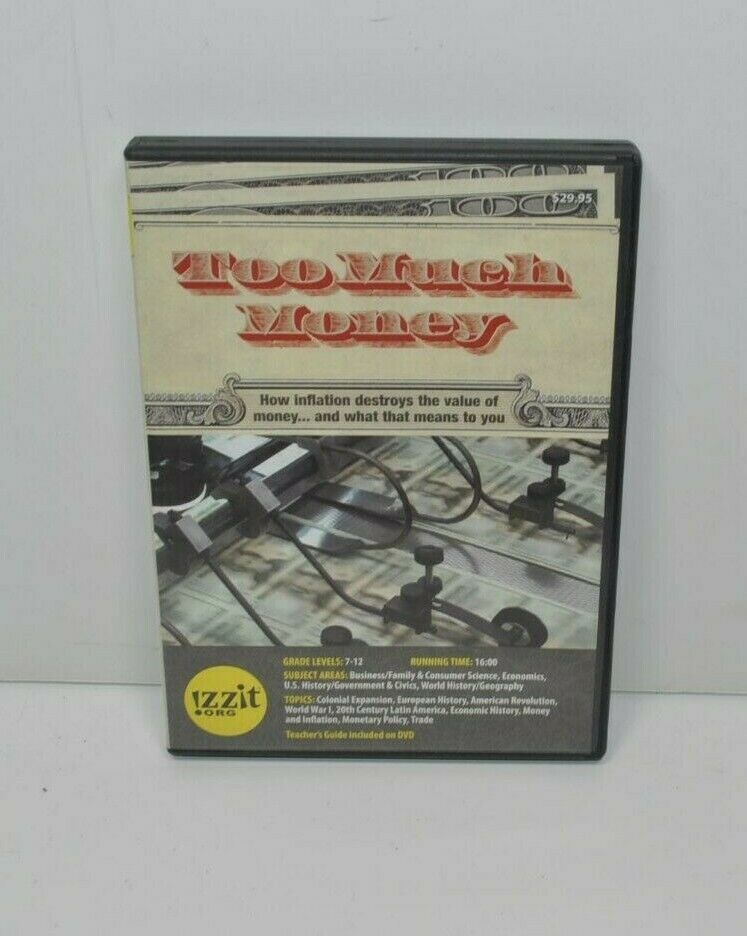 100
100
$29.95
Too Much
Money
How inflation destroys the value of
money... and what that means to you
GRADE LEVELS: 7-12 RUNNING TIME: 16:00
SUBJECT AREAS: Business/Family & Consumer Science, Economics,
U.S. History/Government & Civics, World History/Geography
TOPICS: Colonial Expansion, European History, American Revolution,
World War I, 20th Century Latin America, Economic History, Money
and Inflation, Monetary Policy, Trade
Teacher's Guide included on DVD
!zzit
.ORG